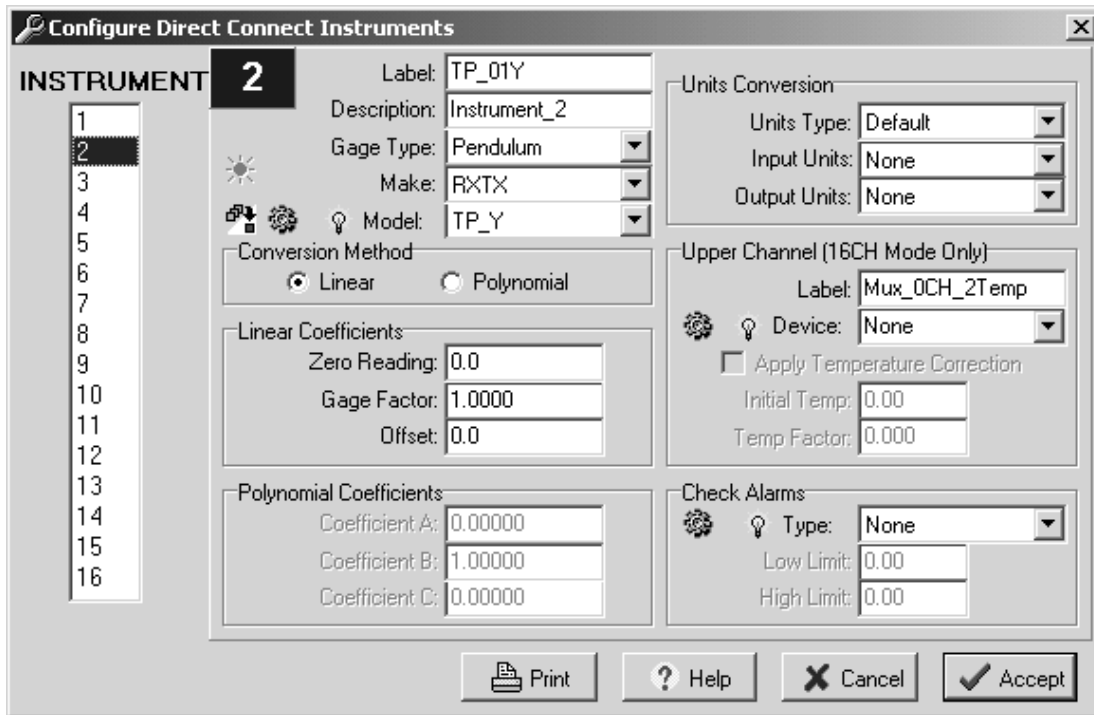 Configure Direct Connect Instruments
INSTRUMENT
1
2
3
4
5
6
7
8
9
10
11
12
13
14
15
16
2
Label: TP_01Y
Description: Instrument_2
Gage Type: Pendulum
Make: RXTX
Model: TP_Y
Conversion Method
Linear Polynomial
Linear Coefficients
Zero Reading: 0.0
Gage Factor: 1.0000
Offset: 0.0
Polynomial Coefficients
Coefficient A: 0.00000
Coefficient B: 1.00000
Coefficient C: 0.00000
Units Conversion
Units Type: Default
Input Units: None
Output Units: None
Upper Channel (16CH Mode Only)
Label: Mux_0CH_2Temp
Device: None
Apply Temperature Correction
Initial Temp: 0.00
Temp Factor: 0.000
Check Alarms
Type: None
Low Limit: 0.00
High Limit: 0.00
Print
? Help
Cancel
Accept